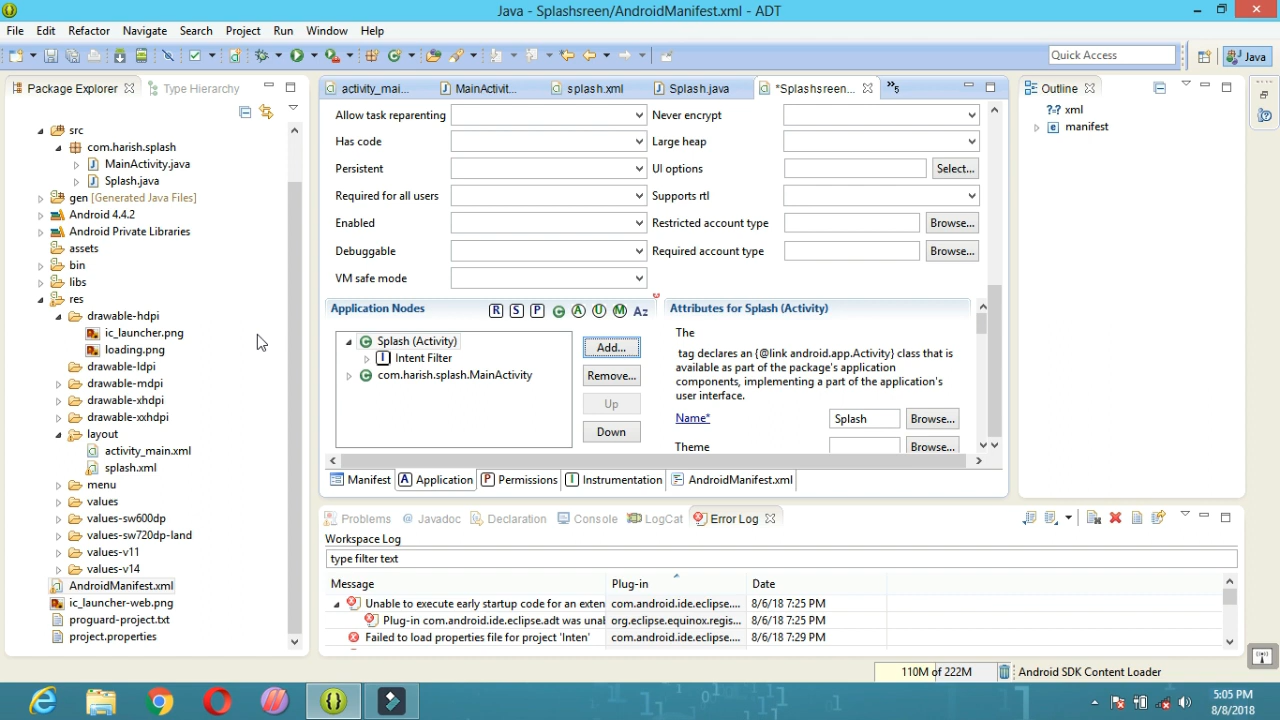 Java - Splashsreen/AndroidManifest.xml - ADT
File Edit Refactor Navigate Search Project Run Window Help
Quick Access
Java
Package Explorer
Type Hierarchy
src
com.harish.splash
MainActivity.java
Splash.java
gen [Generated Java Files]
Android 4.4.2
Android Private Libraries
assets
bin
libs
res
drawable-hdpi
ic_launcher.png
loading.png
drawable-ldpi
drawable-mdpi
drawable-xhdpi
drawable-xxhdpi
layout
activity_main.xml
splash.xml
menu
values
values-sw600dp
values-sw720dp-land
values-v11
values-v14
AndroidManifest.xml
ic_launcher-web.png
proguard-project.txt
project.properties
activity_mai...
MainActivit...
splash.xml
Splash.java
*Splashsreen...
»5
Allow task reparenting
Never encrypt
Has code
Large heap
Persistent
UI options
Select...
Required for all users
Supports rtl
Enabled
Restricted account type
Browse...
Debuggable
Required account type
Browse...
VM safe mode
Application Nodes
R S P C A U M Az
Splash (Activity)
Intent Filter
com.harish.splash.MainActivity
Add...
Remove...
Up
Down
Attributes for Splash (Activity)
The
tag declares an {@link android.app.Activity} class that is
available as part of the package's application
components, implementing a part of the application's
user interface.
Name*
Splash
Browse...
Theme
Browse...
Manifest
Application
Permissions
Instrumentation
AndroidManifest.xml
Outline
xml
manifest
Problems
Javadoc
Declaration
Console
LogCat
Error Log
Workspace Log
type filter text
Message Plug-in Date
Unable to execute early startup code for an exten com.android.ide.eclipse.... 8/6/18 7:25 PM
Plug-in com.android.ide.eclipse.adt was unab org.eclipse.equinox.regis... 8/6/18 7:25 PM
Failed to load properties file for project 'Inten' com.android.ide.eclipse.... 8/6/18 7:29 PM
110M of 222M
Android SDK Content Loader
5:05 PM
8/8/2018